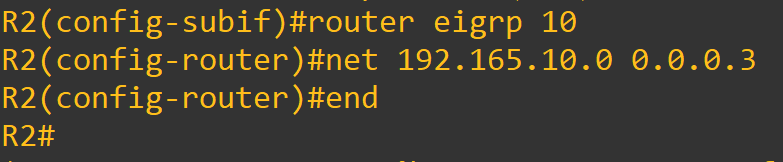 R2(config-subif)#router eigrp 10
R2(config-router)#net 192.165.10.0 0.0.0.3
R2(config-router)#end
R2#